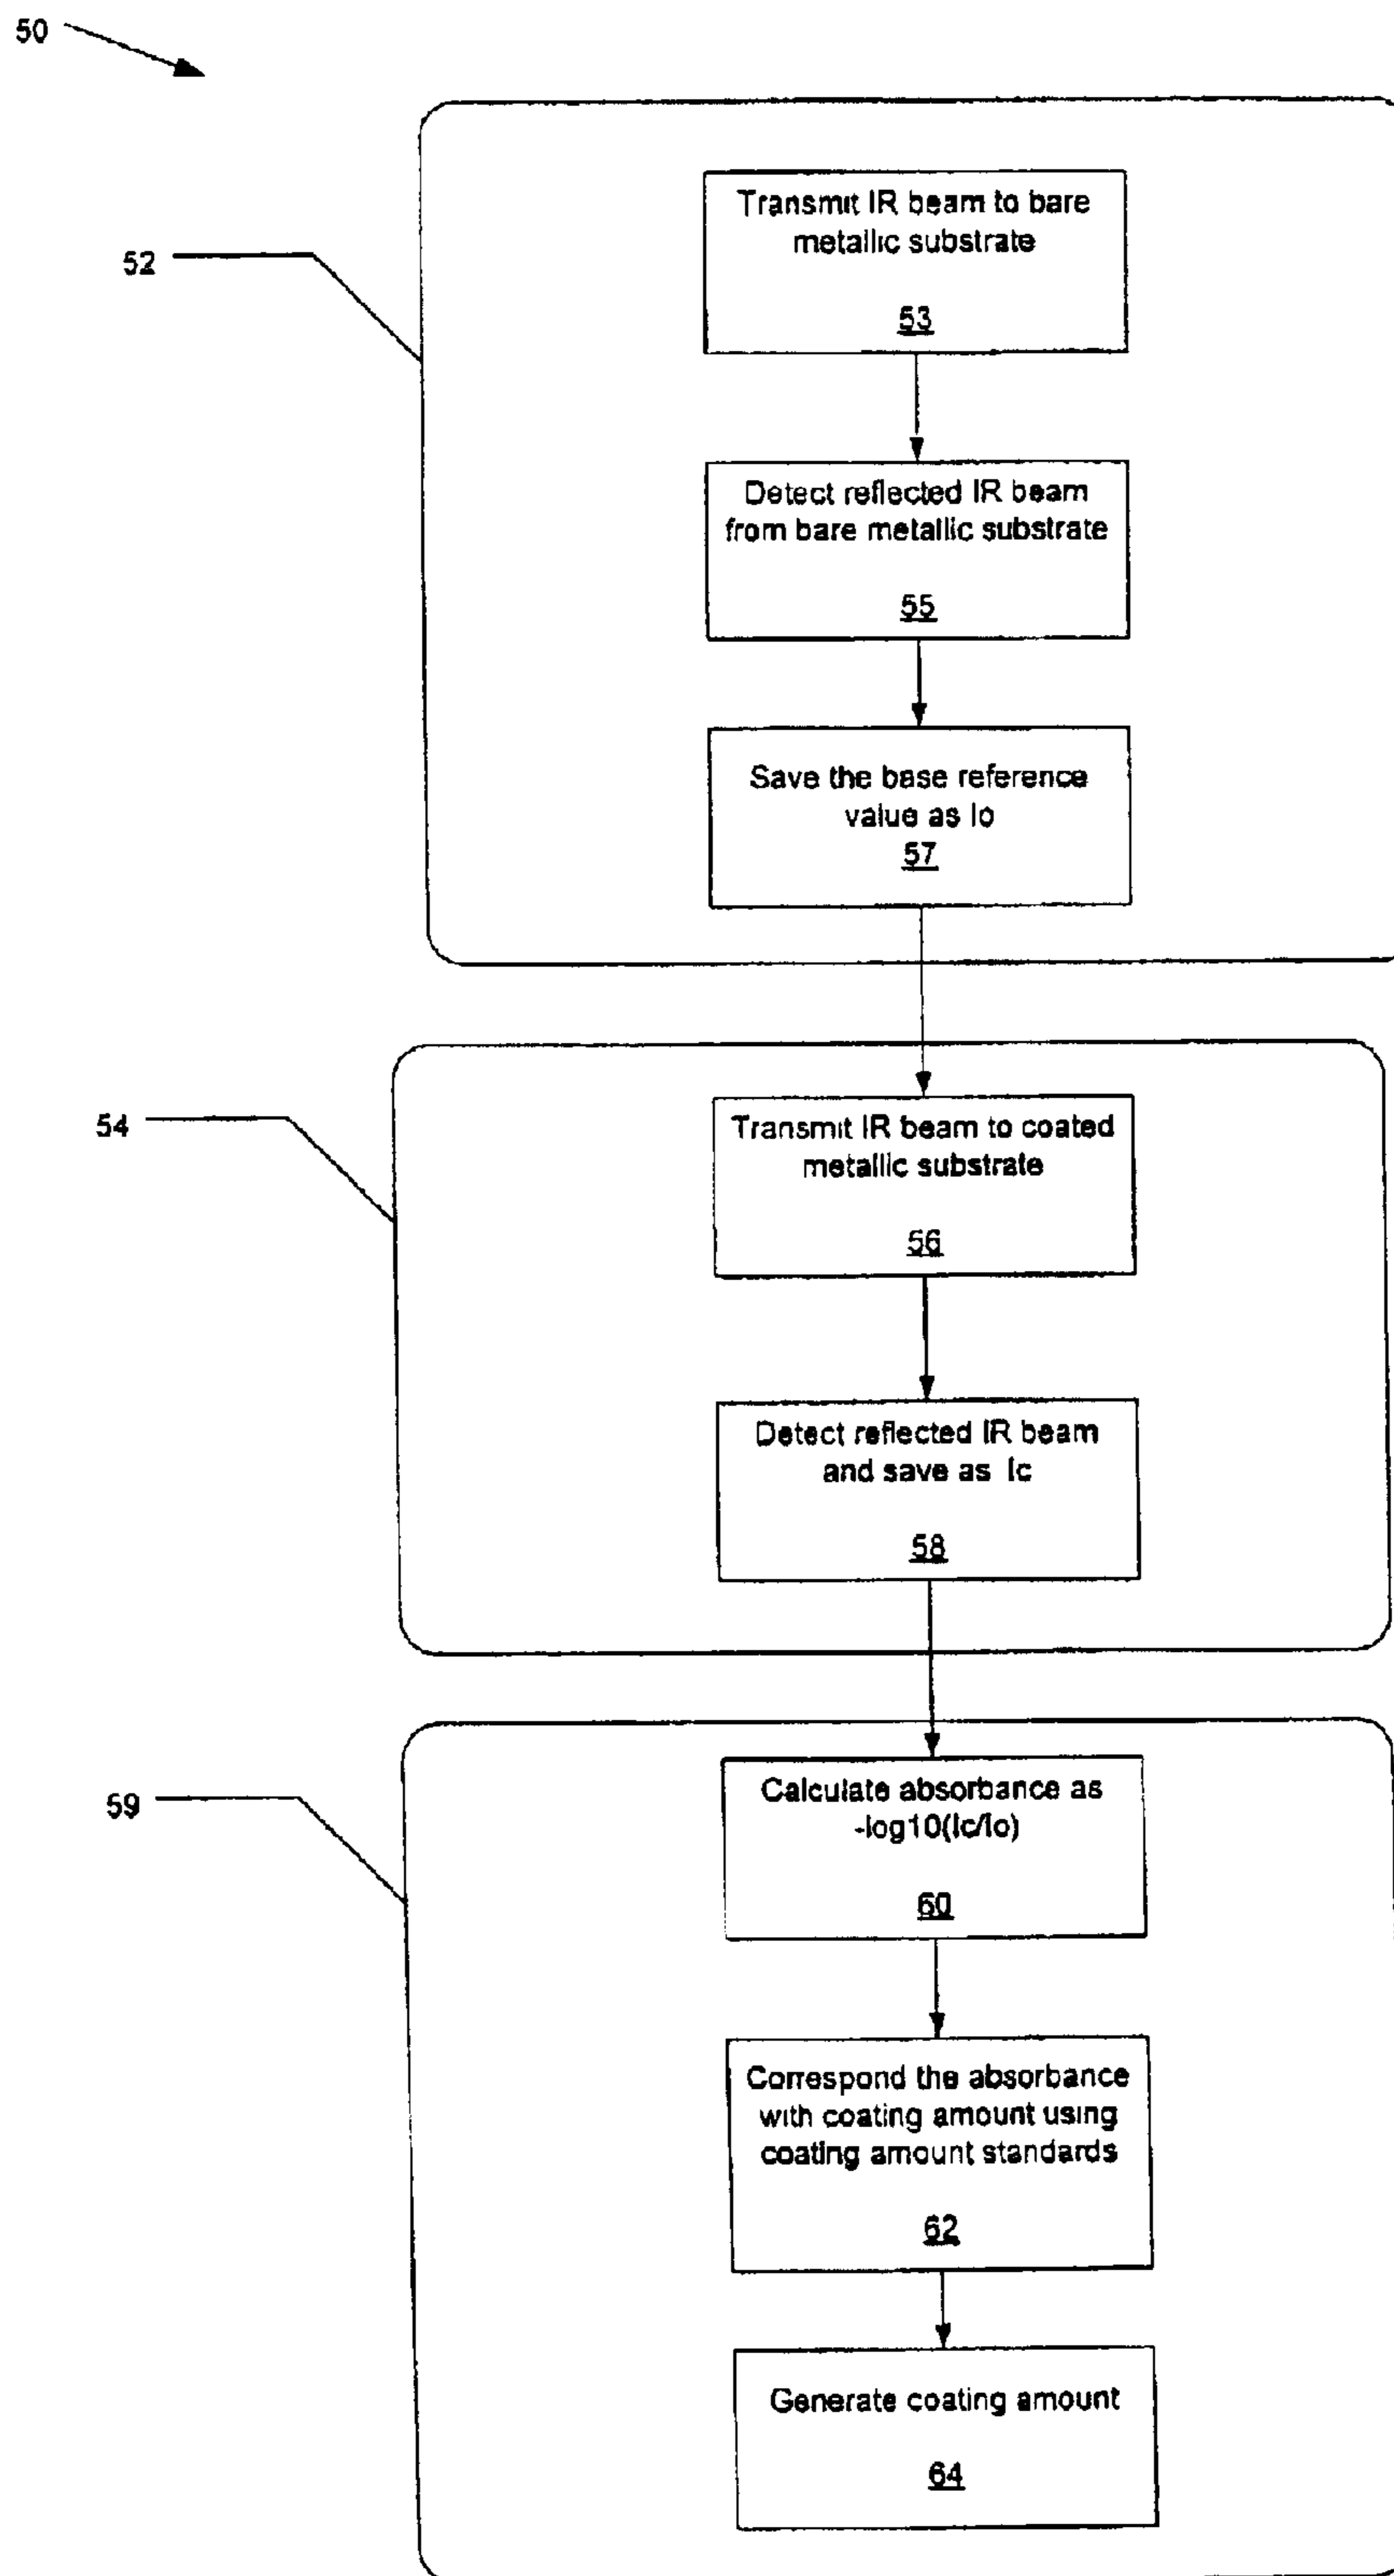 50
52
Transmit IR beam to bare
metallic substrate
53
Detect reflected IR beam
from bare metallic substrate
55
Save the base reference
value as Io
57
54
Transmit IR beam to coated
metallic substrate
56
Detect reflected IR beam
and save as Ic
58
59
Calculate absorbance as
-log10(Ic/Io)
60
Correspond the absorbance
with coating amount using
coating amount standards
62
Generate coating amount
64